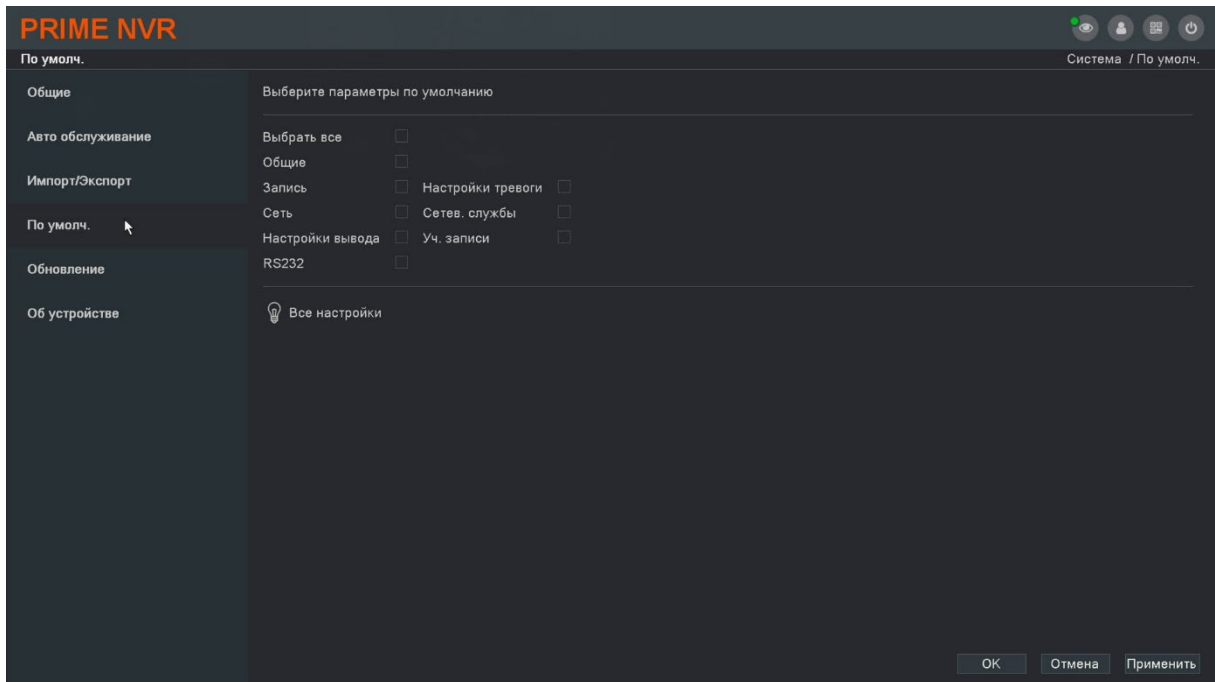 PRIME NVR
По умолч.
Система / По умолч.
Общие
Авто обслуживание
Импорт/Экспорт
По умолч.
Обновление
Об устройстве
Выберите параметры по умолчанию
Выбрать все
Общие
Запись Настройки тревоги
Сеть Сетев. службы
Настройки вывода Уч. записи
RS232
Все настройки
OK Отмена Применить